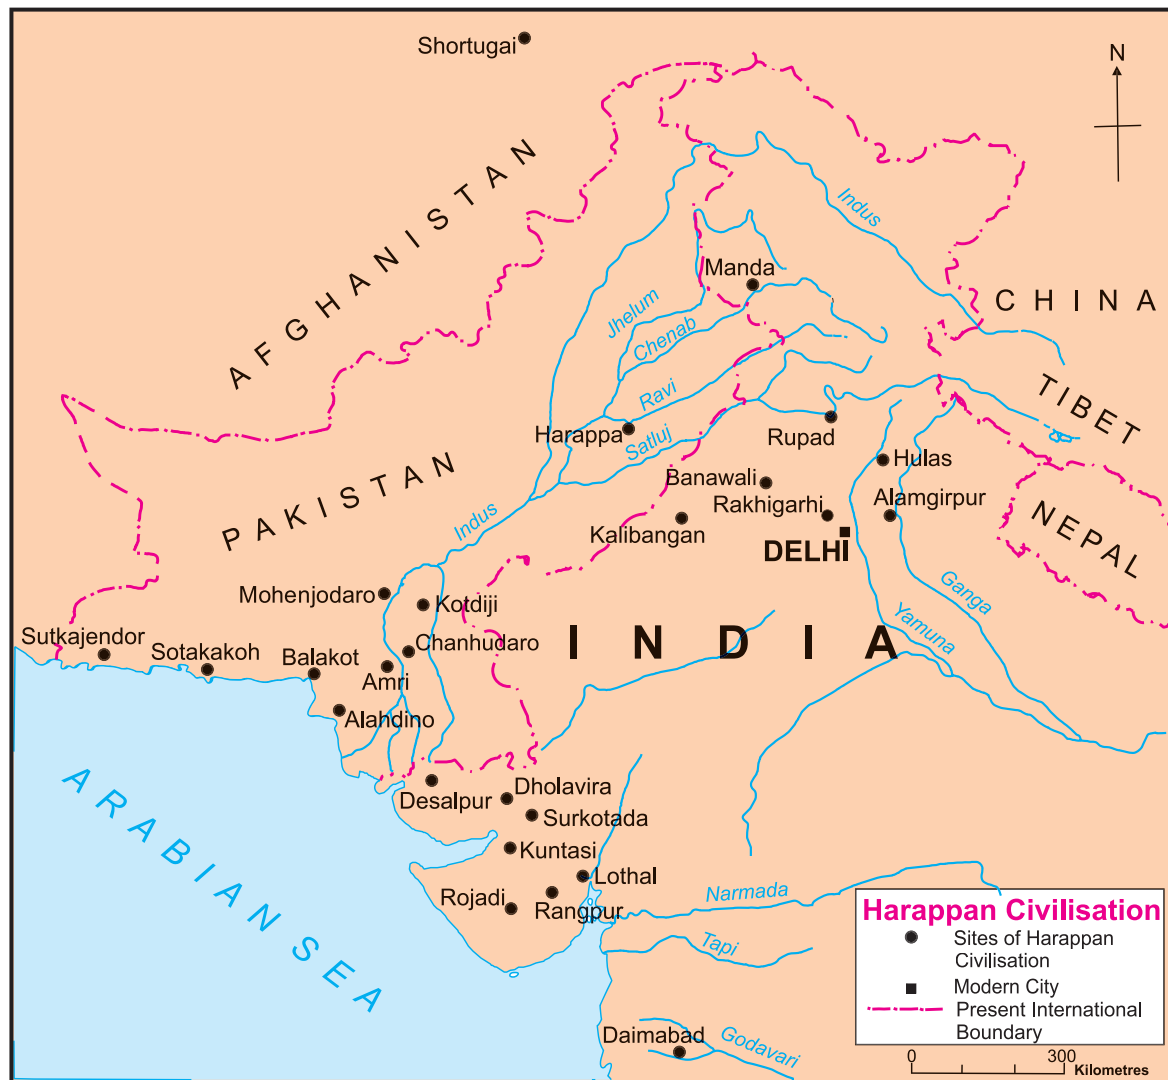 Shortugai
N
AFGHANISTAN
Indus
Manda
CHINA
Jhelum
Chenab
Ravi
TIBET
Harappa
Satluj
Rupad
Hulas
PAKISTAN
Banawali
Rakhigarhi
Alamgirpur
Indus
Kalibangan
NEPAL
DELHI
Mohenjodaro
Kotdiji
Ganga
Yamuna
Sutkajendor
Sotakakoh
Balakot
Chanhudaro
INDIA
Amri
Alahdino
ARABIAN SEA
Desalpur
Dholavira
Surkotada
Kuntasi
Lothal
Rojadi
Rangpur
Narmada
Tapi
Daimabad
Godavari
Harappan Civilisation
Sites of Harappan
Civilisation
Modern City
Present International
Boundary
0 300
Kilometres